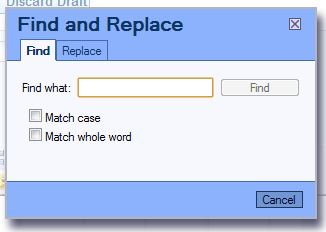 Discard Draft
Find and Replace
Find Replace
Find what: Find
Match case
Match whole word
Cancel